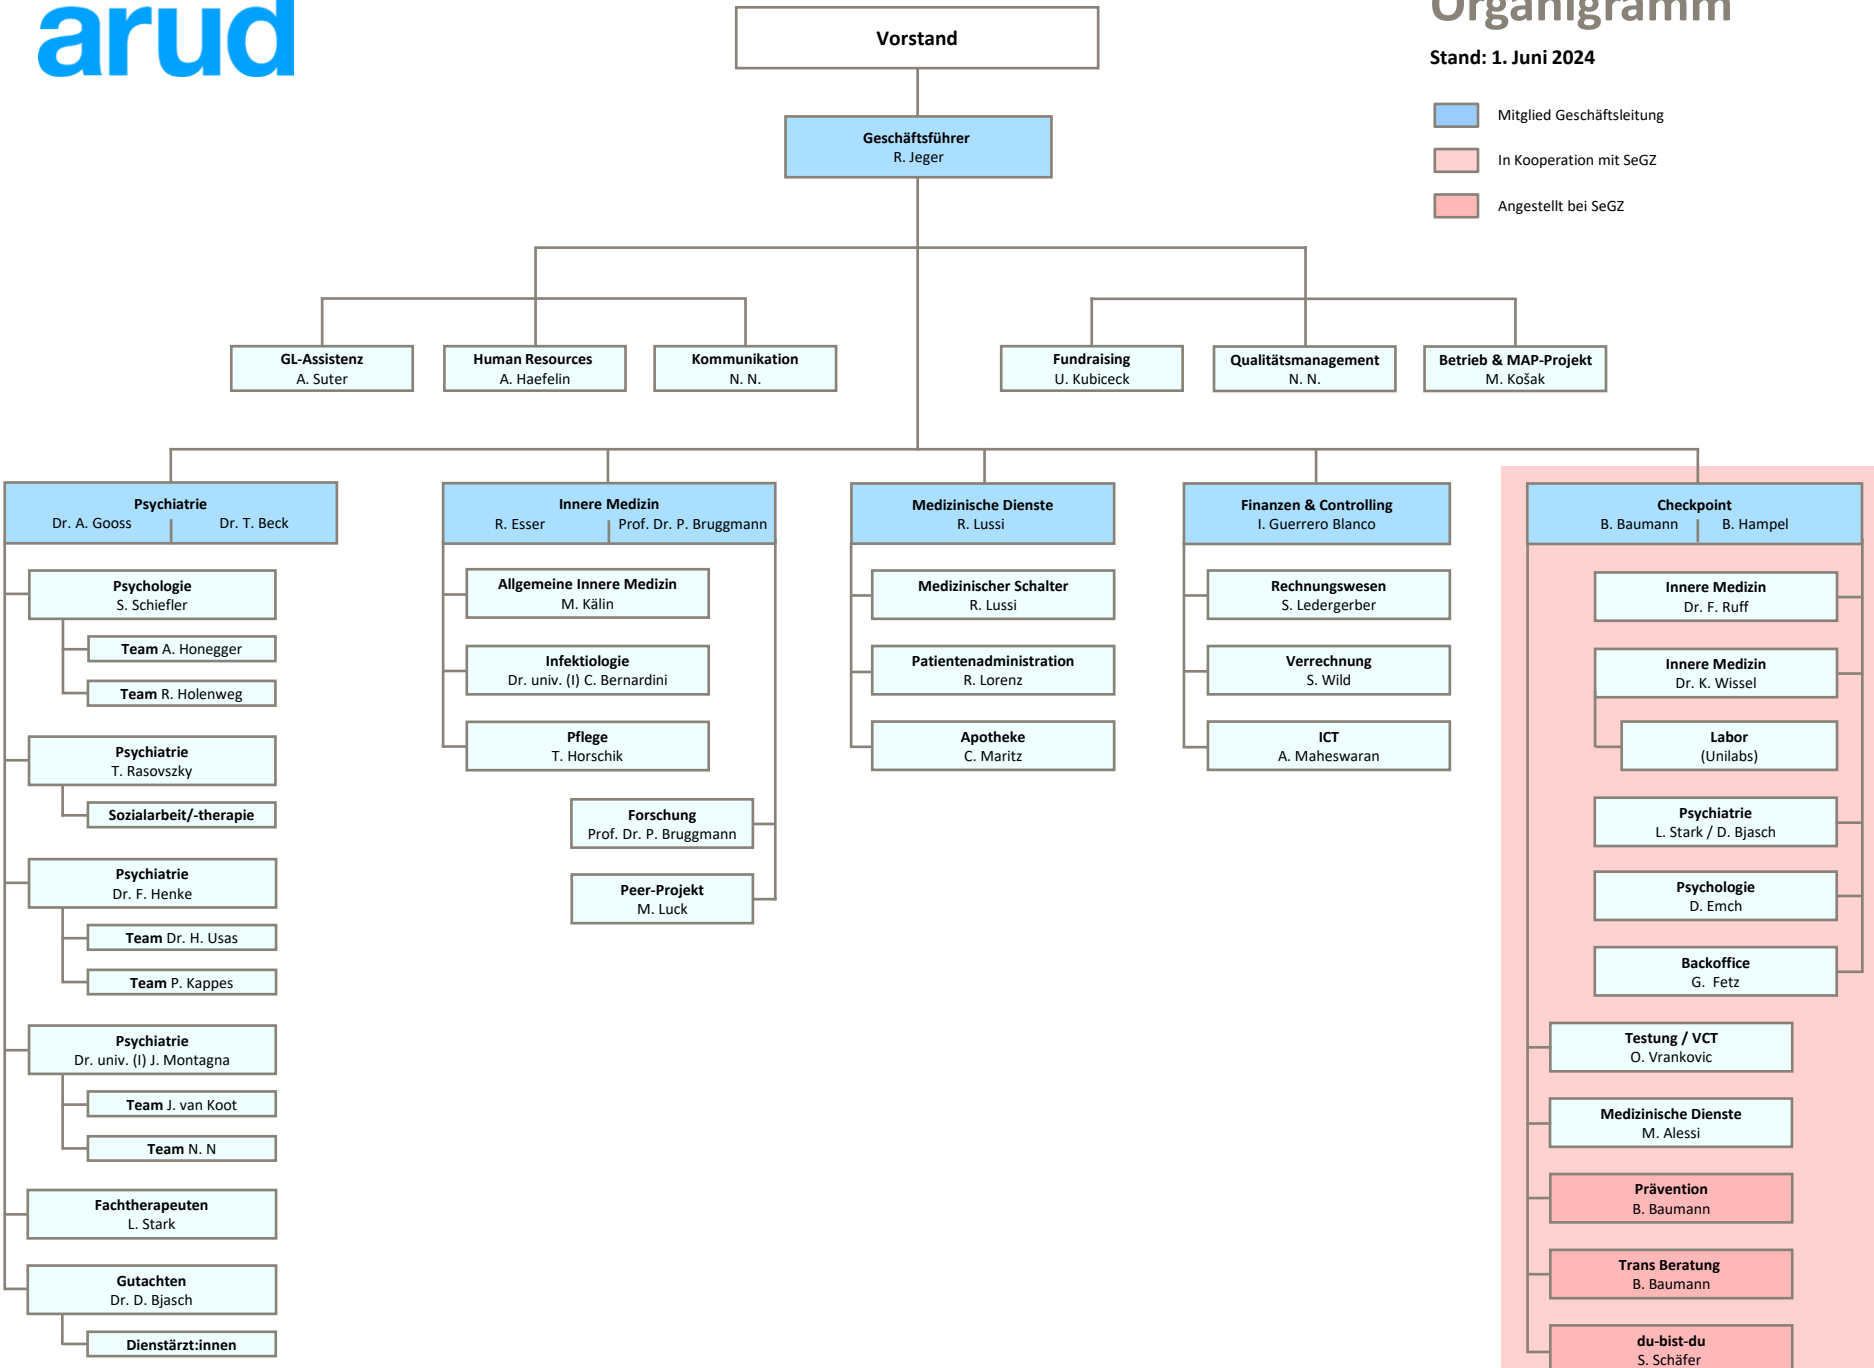 arud
Organigramm
Stand: 1. Juni 2024
Mitglied Geschäftsleitung
In Kooperation mit SeGZ
Angestellt bei SeGZ
Vorstand
Geschäftsführer
R. Jeger
GL-Assistenz
A. Suter
Human Resources
A. Haefelin
Kommunikation
N. N.
Fundraising
U. Kubiceck
Qualitätsmanagement
N. N.
Betrieb & MAP-Projekt
M. Košak
Psychiatrie
Dr. A. Gooss Dr. T. Beck
Psychologie
S. Schiefler
Team A. Honegger
Team R. Holenweg
Psychiatrie
T. Rasovszky
Sozialarbeit/-therapie
Psychiatrie
Dr. F. Henke
Team Dr. H. Usas
Team P. Kappes
Psychiatrie
Dr. univ. (I) J. Montagna
Team J. van Koot
Team N. N
Fachtherapeuten
L. Stark
Gutachten
Dr. D. Bjasch
Dienstärzt:innen
Innere Medizin
R. Esser Prof. Dr. P. Bruggmann
Allgemeine Innere Medizin
M. Kälin
Infektiologie
Dr. univ. (I) C. Bernardini
Pflege
T. Horschik
Forschung
Prof. Dr. P. Bruggmann
Peer-Projekt
M. Luck
Medizinische Dienste
R. Lussi
Medizinischer Schalter
R. Lussi
Patientenadministration
R. Lorenz
Apotheke
C. Maritz
Finanzen & Controlling
I. Guerrero Blanco
Rechnungswesen
S. Ledergerber
Verrechnung
S. Wild
ICT
A. Maheswaran
Checkpoint
B. Baumann B. Hampel
Innere Medizin
Dr. F. Ruff
Innere Medizin
Dr. K. Wissel
Labor
(Unilabs)
Psychiatrie
L. Stark / D. Bjasch
Psychologie
D. Emch
Backoffice
G. Fetz
Testung / VCT
O. Vrankovic
Medizinische Dienste
M. Alessi
Prävention
B. Baumann
Trans Beratung
B. Baumann
du-bist-du
S. Schäfer